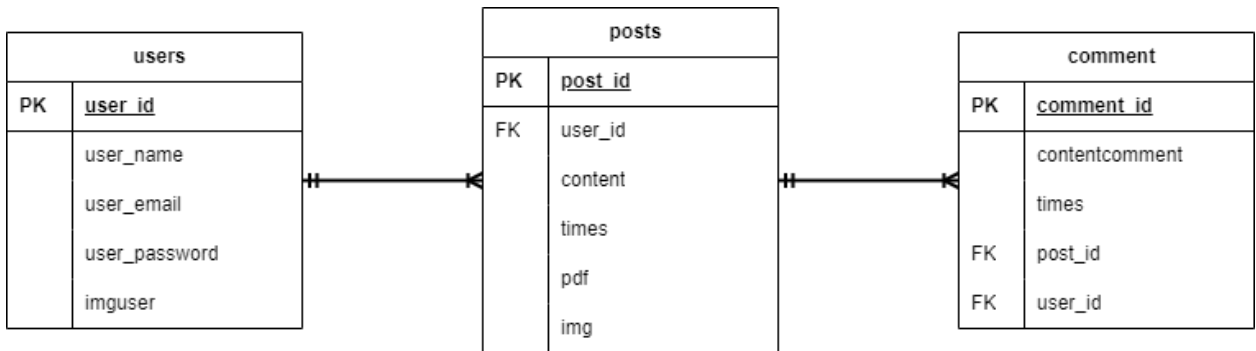 users
PK user_id
user_name
user_email
user_password
imguser
posts
PK post_id
FK user_id
content
times
pdf
img
comment
PK comment_id
contentcomment
times
FK post_id
FK user_id